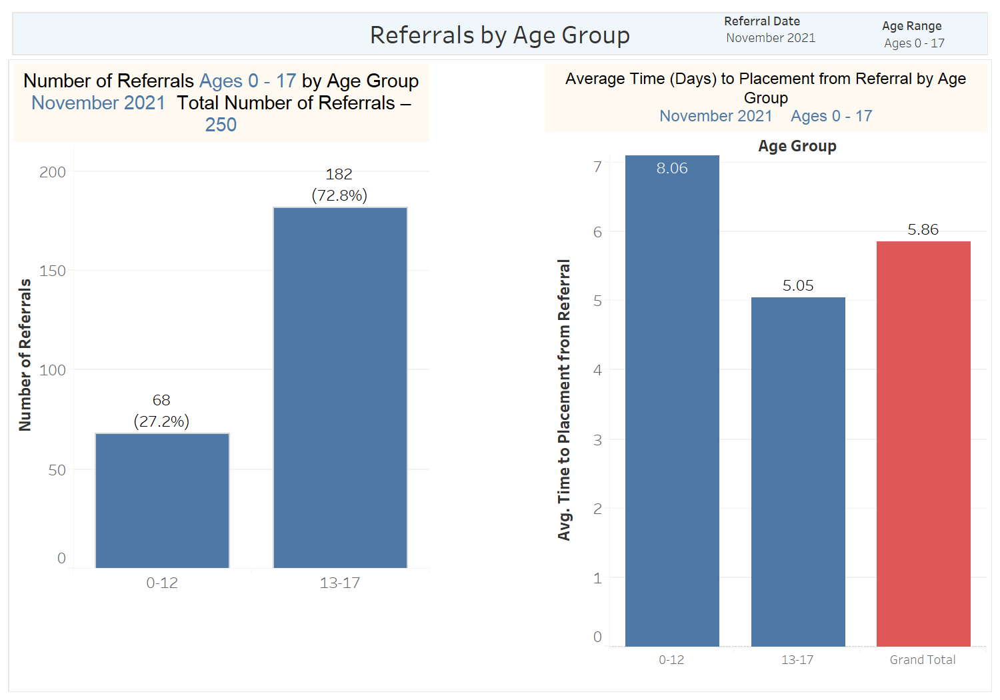 Referrals by Age Group
Referral Date
November 2021
Age Range
Ages 0 - 17
Number of Referrals Ages 0 - 17 by Age Group
November 2021 Total Number of Referrals –
250
Number of Referrals
200
150
100
50
0
68
(27.2%)
182
(72.8%)
0-12
13-17
Average Time (Days) to Placement from Referral by Age
Group
November 2021 Ages 0 - 17
Age Group
Avg. Time to Placement from Referral
7
6
5
4
3
2
1
0
8.06
5.05
5.86
0-12
13-17
Grand Total